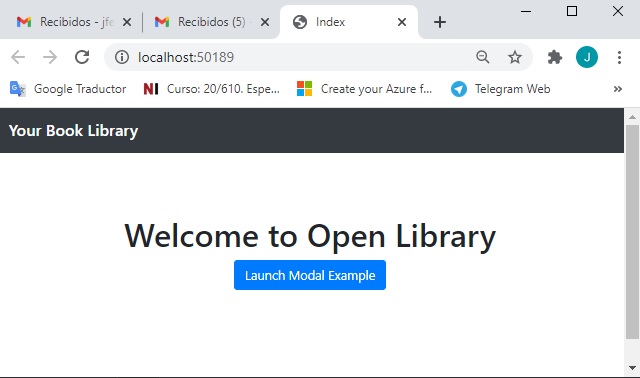 Recibidos - jfe
Recibidos (5)
Index
localhost:50189
J
Google Traductor
NI Curso: 20/610. Espe...
Create your Azure f...
Telegram Web
Your Book Library
Welcome to Open Library
Launch Modal Example